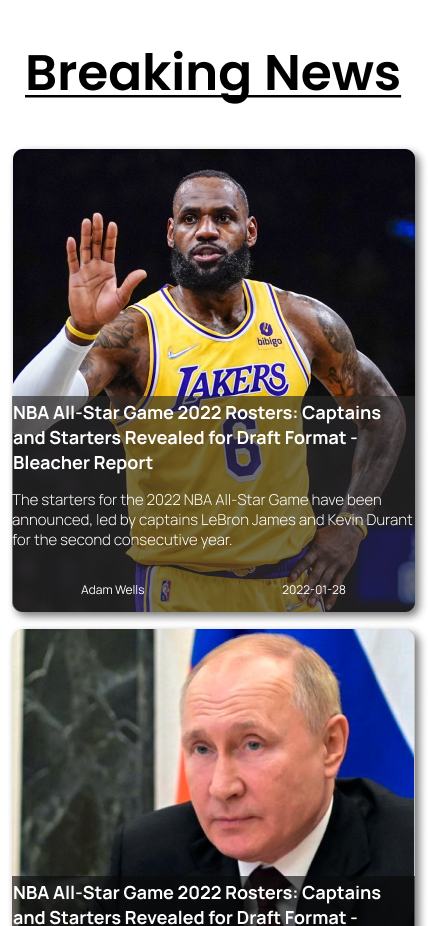 Breaking News
bibigo
LAKERS
6
NBA All-Star Game 2022 Rosters: Captains
and Starters Revealed for Draft Format -
Bleacher Report
The starters for the 2022 NBA All-Star Game have been
announced, led by captains LeBron James and Kevin Durant
for the second consecutive year.
Adam Wells
2022-01-28
NBA All-Star Game 2022 Rosters: Captains
and Starters Revealed for Draft Format -